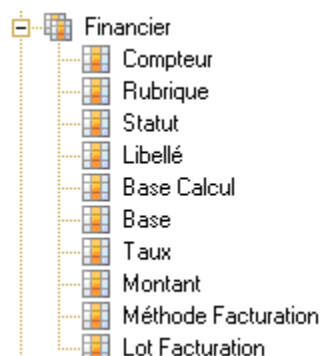 Financier
Compteur
Rubrique
Statut
Libellé
Base Calcul
Base
Taux
Montant
Méthode Facturation
Lot Facturation